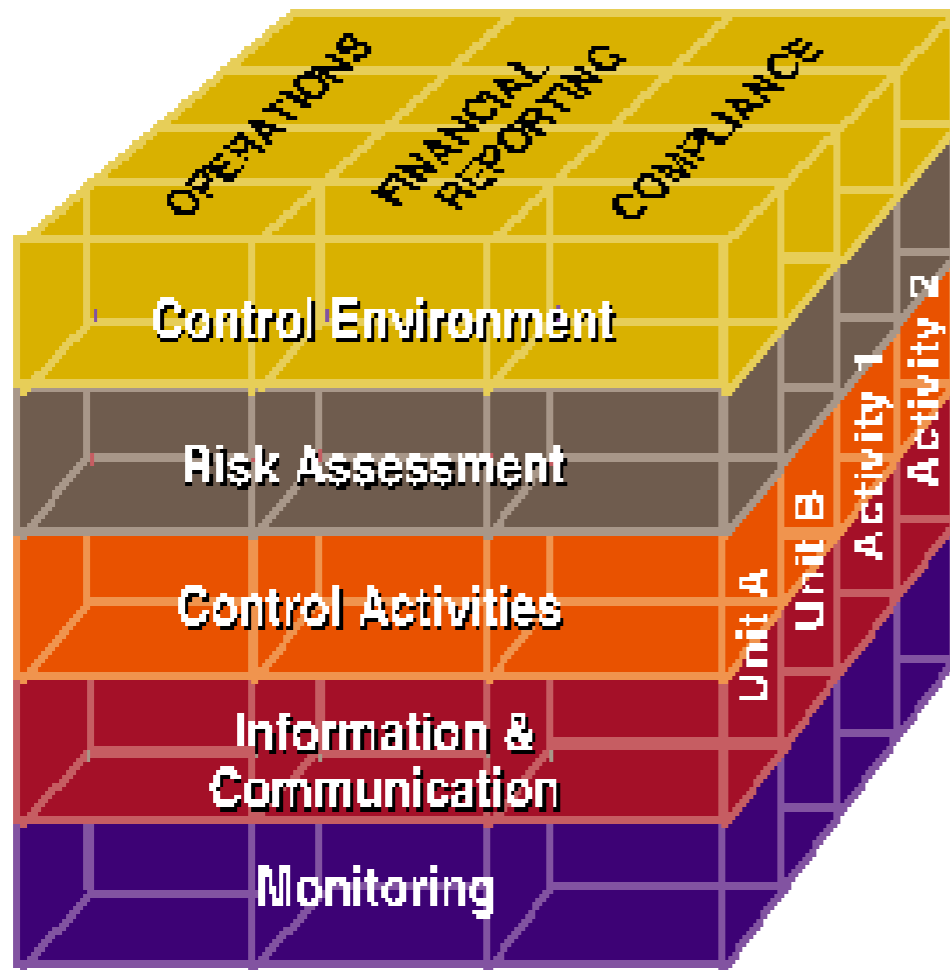 OPERATIONS
FINANCIAL
REPORTING
COMPLIANCE
Control Environment
Risk Assessment
Control Activities
Information &
Communication
Monitoring
Unit A
Unit B
Activity 1
Activity 2